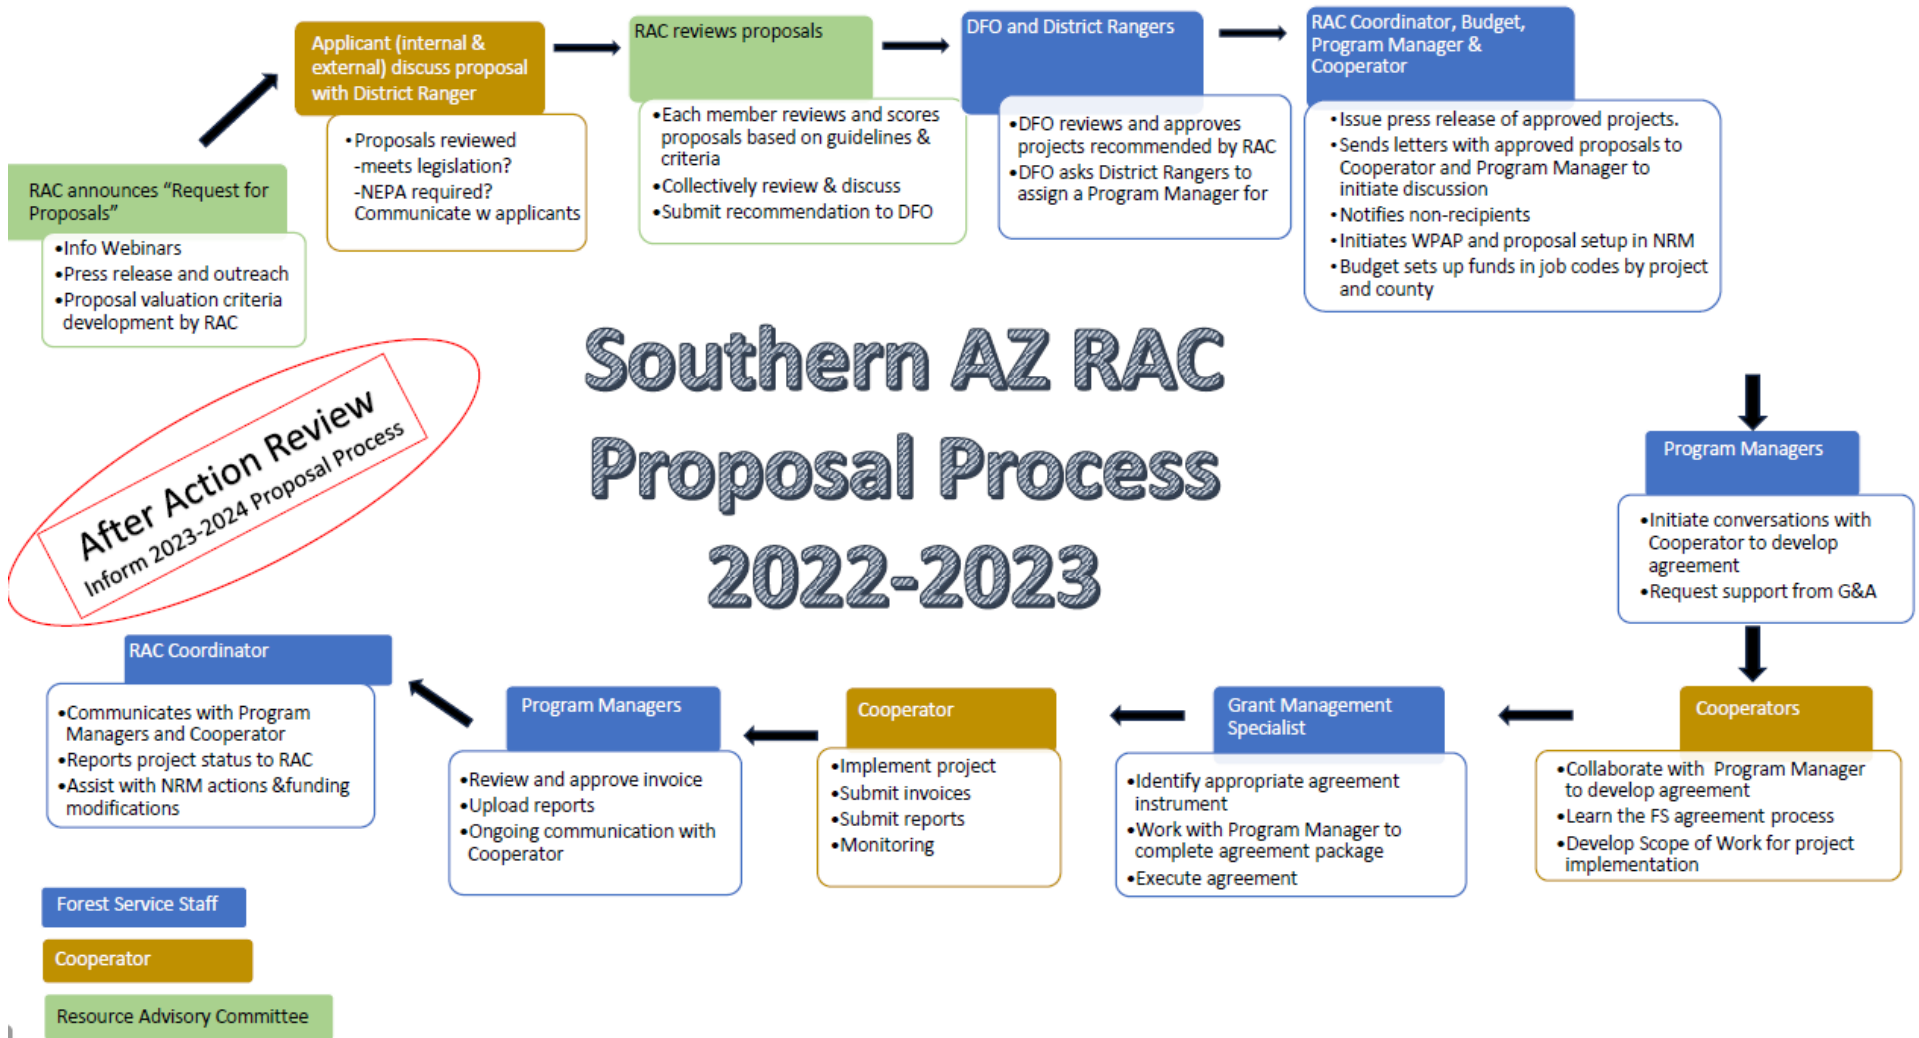 RAC announces “Request for
Proposals”
•Info Webinars
•Press release and outreach
•Proposal valuation criteria
development by RAC
Applicant (internal &
external) discuss proposal
with District Ranger
•Proposals reviewed
-meets legislation?
-NEPA required?
Communicate w applicants
RAC reviews proposals
•Each member reviews and scores
proposals based on guidelines &
criteria
•Collectively review & discuss
•Submit recommendation to DFO
DFO and District Rangers
•DFO reviews and approves
projects recommended by RAC
•DFO asks District Rangers to
assign a Program Manager for
RAC Coordinator, Budget,
Program Manager &
Cooperator
•Issue press release of approved projects.
•Sends letters with approved proposals to
Cooperator and Program Manager to
initiate discussion
•Notifies non-recipients
•Initiates WPAP and proposal setup in NRM
•Budget sets up funds in job codes by project
and county
Southern AZ RAC
Proposal Process
2022-2023
After Action Review
Inform 2023-2024 Proposal Process
Program Managers
•Initiate conversations with
Cooperator to develop
agreement
•Request support from G&A
Cooperators
•Collaborate with Program Manager
to develop agreement
•Learn the FS agreement process
•Develop Scope of Work for project
implementation
Grant Management
Specialist
•Identify appropriate agreement
instrument
•Work with Program Manager to
complete agreement package
•Execute agreement
Cooperator
•Implement project
•Submit invoices
•Submit reports
•Monitoring
Program Managers
•Review and approve invoice
•Upload reports
•Ongoing communication with
Cooperator
RAC Coordinator
•Communicates with Program
Managers and Cooperator
•Reports project status to RAC
•Assist with NRM actions &funding
modifications
Forest Service Staff
Cooperator
Resource Advisory Committee